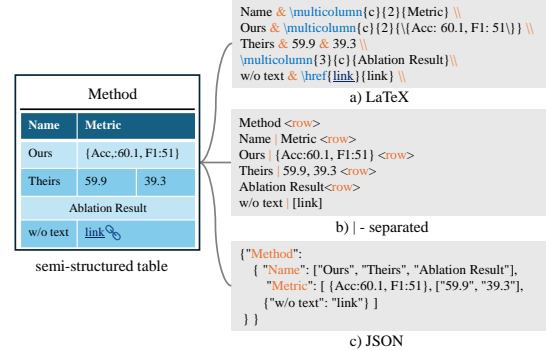 Method
Name Metric
Ours {Acc,:60.1, F1:51}
Theirs 59.9 39.3
Ablation Result
w/o text link
semi-structured table
Name & \multicolumn{c}{2}{Metric} \\
Ours & \multicolumn{c}{2}{\{Acc: 60.1, F1: 51\}} \\
Theirs & 59.9 & 39.3 \\
\multicolumn{3}{c}{Ablation Result}\\
w/o text & \href{link}{link} \\
a) LaTeX
Method <row>
Name | Metric <row>
Ours | {Acc:60.1, F1:51} <row>
Theirs | 59.9, 39.3 <row>
Ablation Result<row>
w/o text | [link]
b) | - separated
{"Method":
{ "Name": ["Ours", "Theirs", "Ablation Result"],
"Metric": [ {Acc:60.1, F1:51}, ["59.9", "39.3"],
{"w/o text": "link"} ]
} }
c) JSON